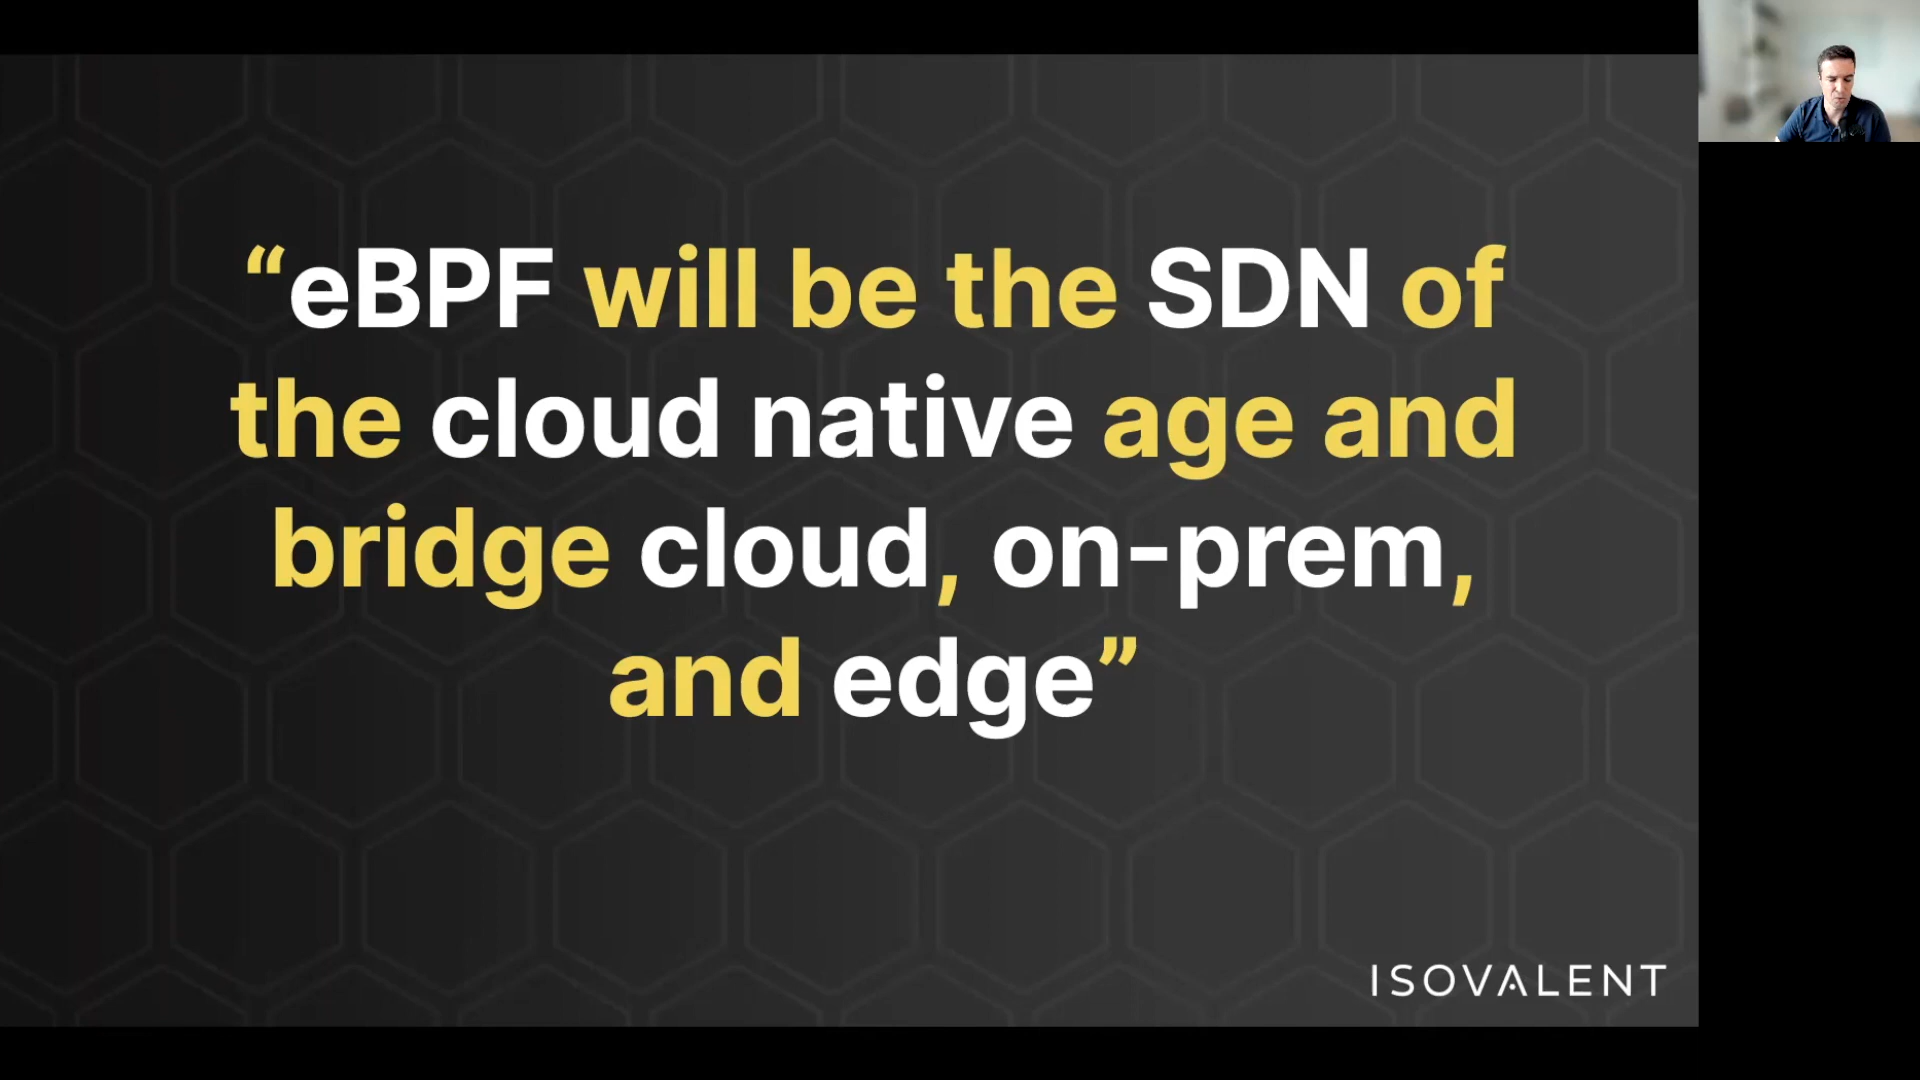 “eBPF will be the SDN of
the cloud native age and
bridge cloud, on-prem,
and edge”
ISOVALENT